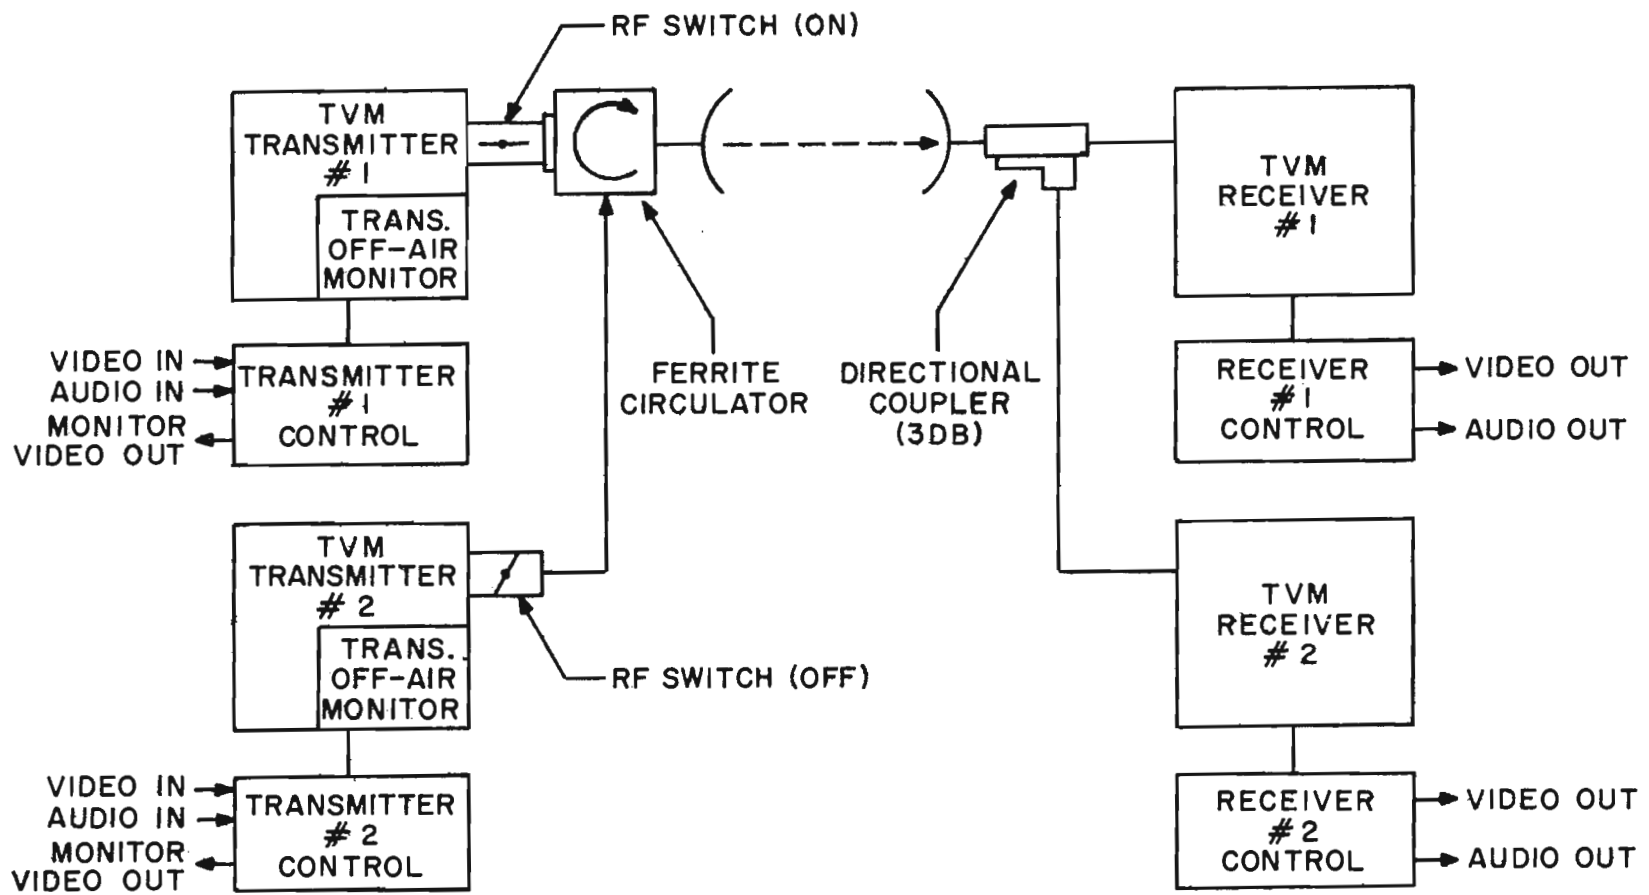 RF SWITCH (ON)
TVM
TRANSMITTER
#1
TRANS.
OFF-AIR
MONITOR
VIDEO IN
AUDIO IN
MONITOR
VIDEO OUT
TRANSMITTER
#1
CONTROL
FERRITE
CIRCULATOR
DIRECTIONAL
COUPLER
(3DB)
TVM
RECEIVER
#1
RECEIVER
#1
CONTROL
VIDEO OUT
AUDIO OUT
TVM
TRANSMITTER
#2
TRANS.
OFF-AIR
MONITOR
RF SWITCH (OFF)
VIDEO IN
AUDIO IN
MONITOR
VIDEO OUT
TRANSMITTER
#2
CONTROL
TVM
RECEIVER
#2
RECEIVER
#2
CONTROL
VIDEO OUT
AUDIO OUT